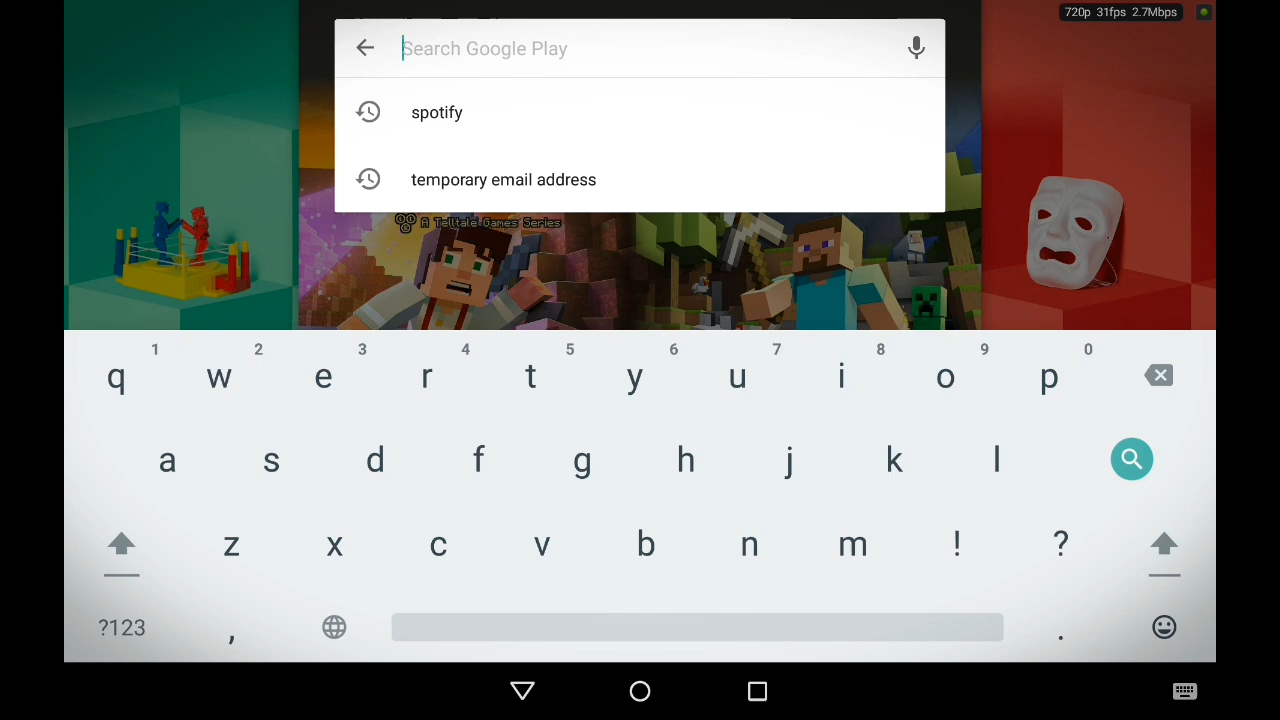 720p 31fps 2.7Mbps
Search Google Play
spotify
temporary email address
A Telltale Games Series
1 2 3 4 5 6 7 8 9 0
q w e r t y u i o p
a s d f g h j k l
z x c v b n m ! ?
?123 , .